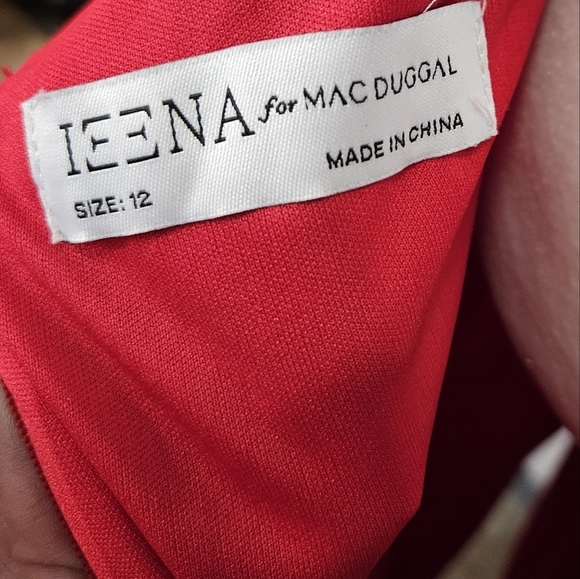 IEENA for MAC DUGGAL
MADE IN CHINA
SIZE: 12